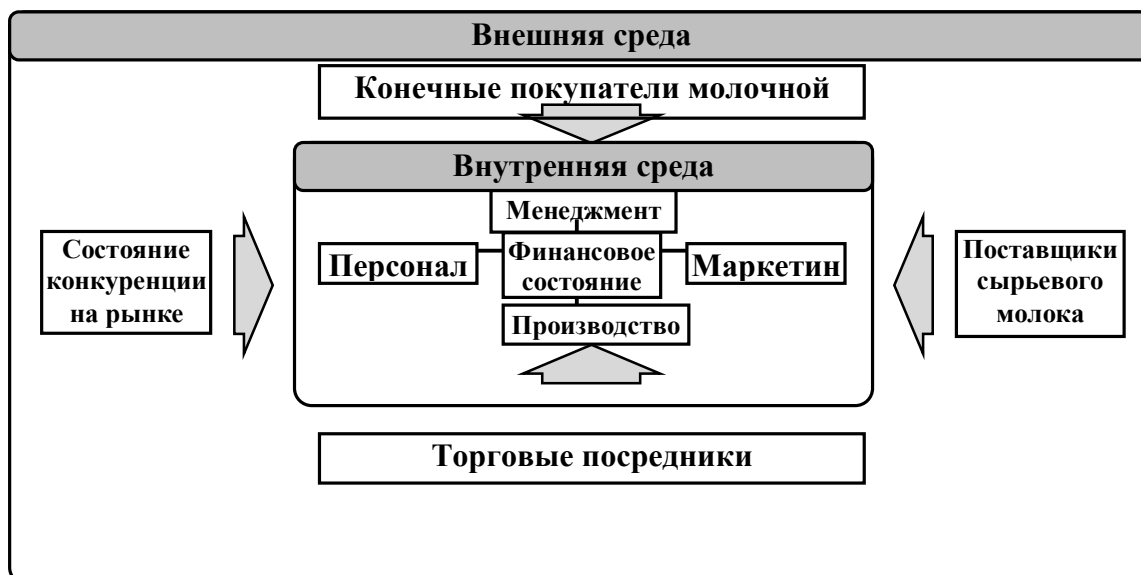 Внешняя среда
Конечные покупатели молочной
Внутренняя среда
Менеджмент
Состояние
конкуренции
на рынке
Персонал
Финансовое
состояние
Маркетин
Поставщики
сырьевого
молока
Производство
Торговые посредники